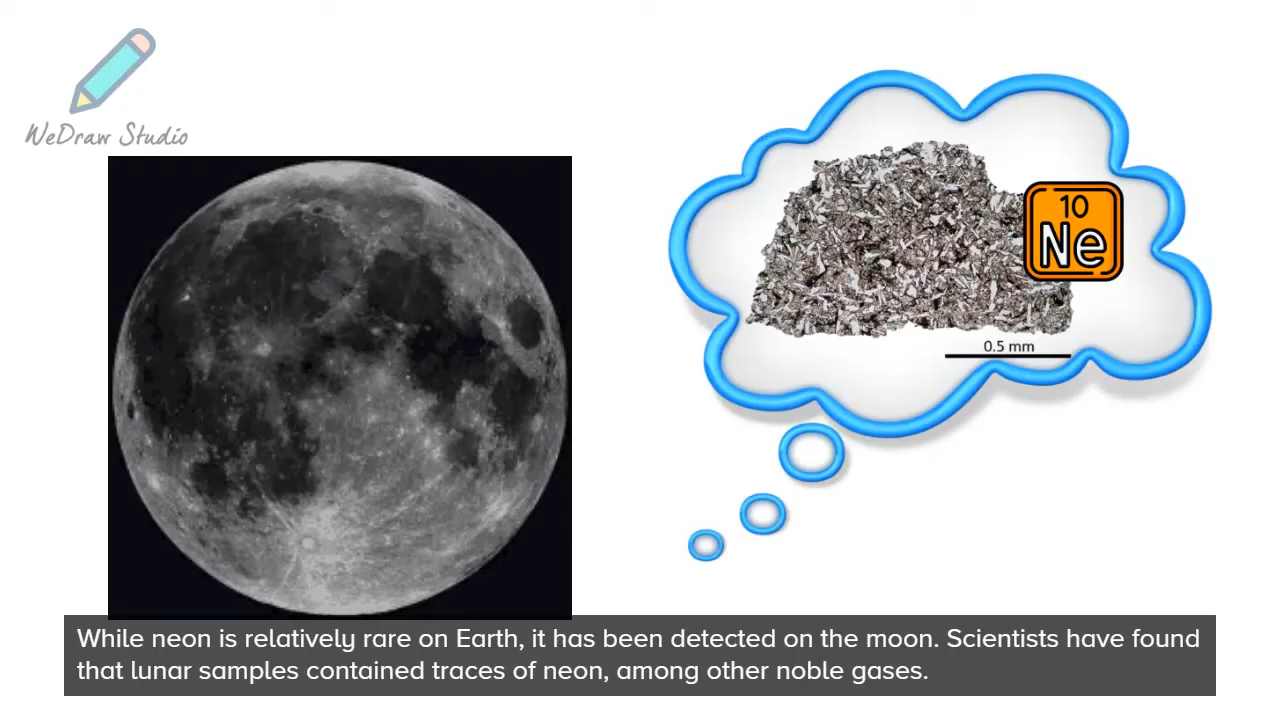 WeDraw Studio
10
Ne
0.5 mm
While neon is relatively rare on Earth, it has been detected on the moon. Scientists have found
that lunar samples contained traces of neon, among other noble gases.